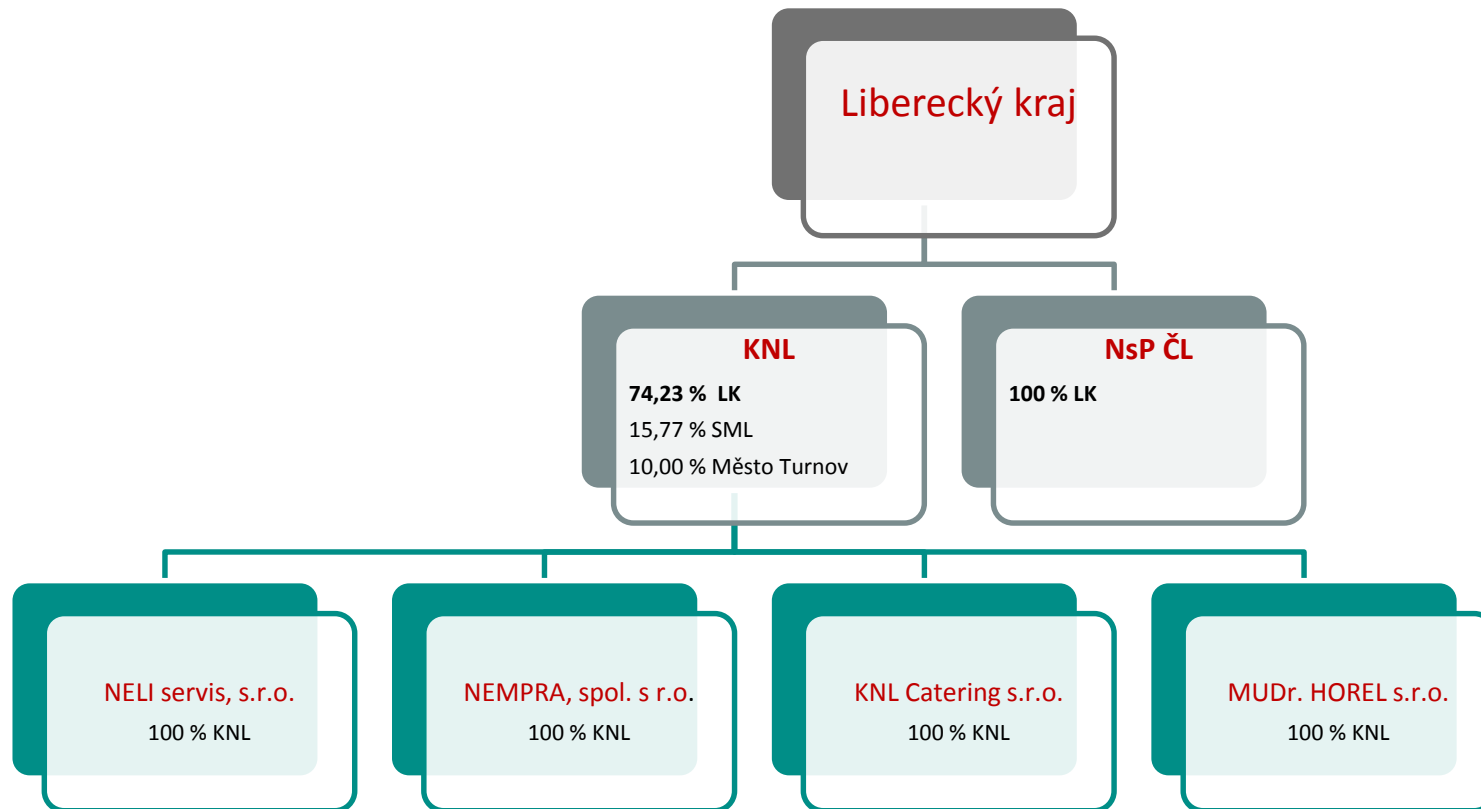 Liberecký kraj
KNL
74,23 % LK
15,77 % SML
10,00 % Město Turnov
NsP ČL
100 % LK
NELI servis, s.r.o.
100 % KNL
NEMPRA, spol. s r.o.
100 % KNL
KNL Catering s.r.o.
100 % KNL
MUDr. HOREL s.r.o.
100 % KNL